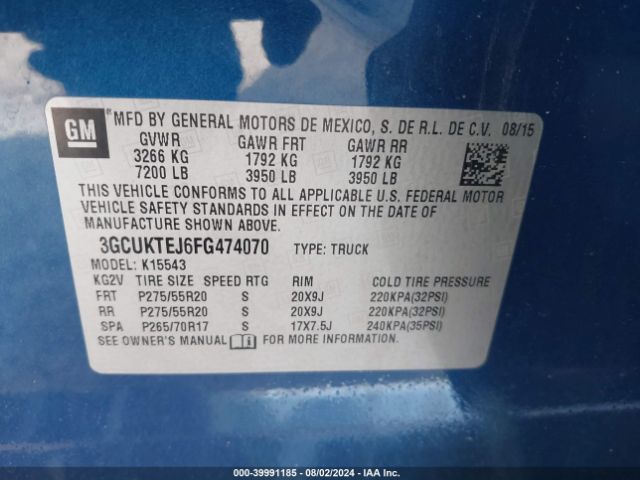 GM
MFD BY GENERAL MOTORS DE MEXICO, S. DE R.L. DE C.V. 08/15
GVWR GAWR FRT GAWR RR
3266 KG 1792 KG 1792 KG
7200 LB 3950 LB 3950 LB
THIS VEHICLE CONFORMS TO ALL APPLICABLE U.S. FEDERAL MOTOR
VEHICLE SAFETY STANDARDS IN EFFECT ON THE DATE OF
MANUFACTURE SHOWN ABOVE.
3GCUKTEJ6FG474070 TYPE: TRUCK
MODEL: K15543
KG2V TIRE SIZE SPEED RTG RIM COLD TIRE PRESSURE
FRT P275/55R20 S 20X9J 220KPA(32PSI)
RR P275/55R20 S 20X9J 220KPA(32PSI)
SPA P265/70R17 S 17X7.5J 240KPA(35PSI)
SEE OWNER'S MANUAL FOR MORE INFORMATION.
000-39991185 - 08/02/2024 - IAA Inc.